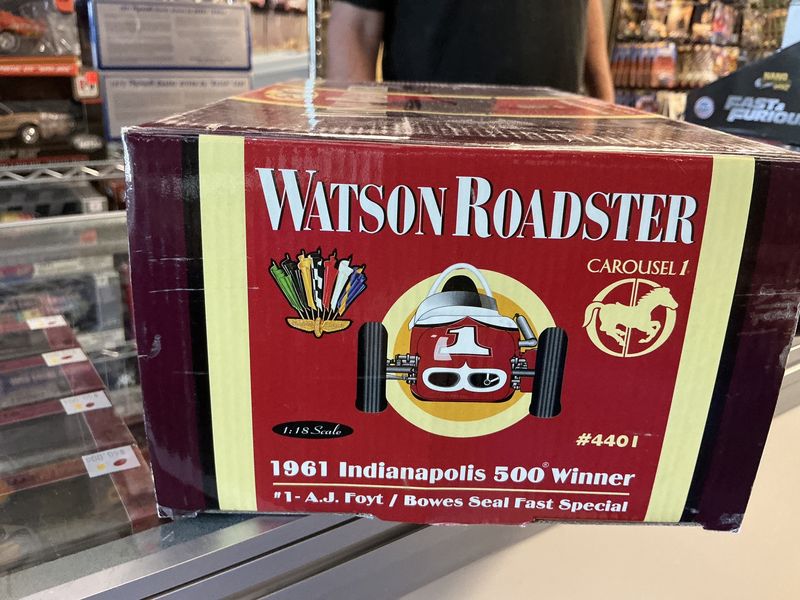 WATSON ROADSTER
CAROUSEL 1
1
1:18 Scale
#4401
1961 Indianapolis 500® Winner
#1 - A.J. Foyt / Bowes Seal Fast Special
FAST &
FURIOUS